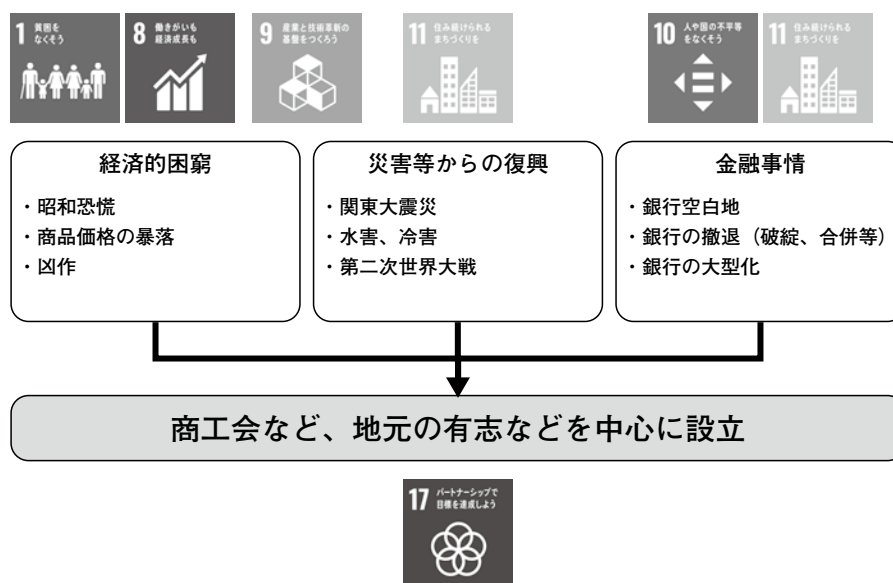 1 貧困を
なくそう
8 働きがいも
経済成長も
9 産業と技術革新の
基盤をつくろう
11 住み続けられる
まちづくりを
10 人や国の不平等
をなくそう
11 住み続けられる
まちづくりを
経済的困窮
・昭和恐慌
・商品価格の暴落
・凶作
災害等からの復興
・関東大震災
・水害、冷害
・第二次世界大戦
金融事情
・銀行空白地
・銀行の撤退（破綻、合併等）
・銀行の大型化
商工会など、地元の有志などを中心に設立
17 パートナーシップで
目標を達成しよう